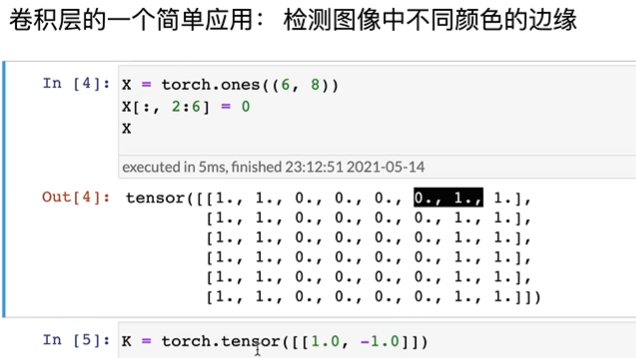 卷积层的一个简单应用： 检测图像中不同颜色的边缘
In [4]: X = torch.ones((6, 8))
X[:, 2:6] = 0
X
executed in 5ms, finished 23:12:51 2021-05-14
Out[4]: tensor([[1., 1., 0., 0., 0., 0., 1., 1.],
[1., 1., 0., 0., 0., 0., 1., 1.],
[1., 1., 0., 0., 0., 0., 1., 1.],
[1., 1., 0., 0., 0., 0., 1., 1.],
[1., 1., 0., 0., 0., 0., 1., 1.],
[1., 1., 0., 0., 0., 0., 1., 1.]])
In [5]: K = torch.tensor([[1.0, -1.0]])